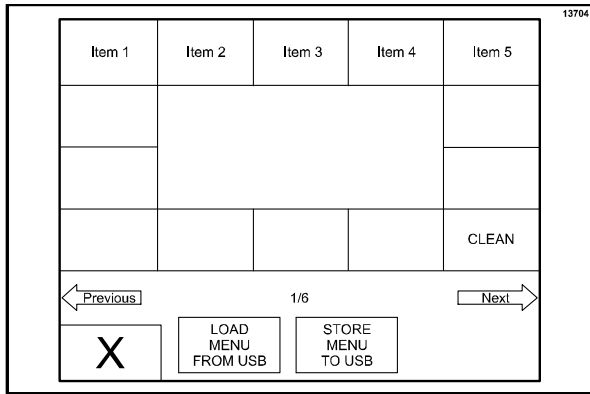 13704
Item 1
Item 2
Item 3
Item 4
Item 5
CLEAN
Previous
1/6
Next
X
LOAD
MENU
FROM USB
STORE
MENU
TO USB